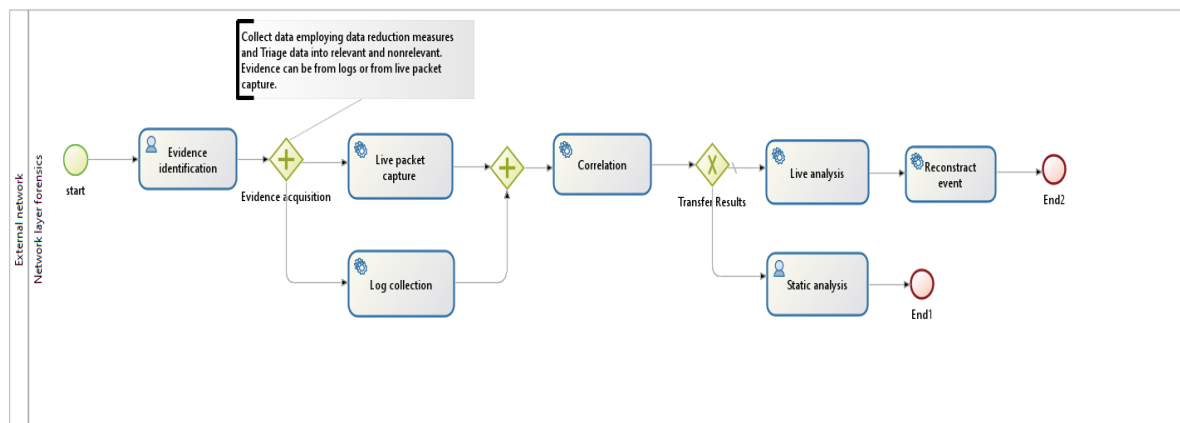 External network
Network layer forensics
Collect data employing data reduction measures
and Triage data into relevant and nonrelevant.
Evidence can be from logs or from live packet
capture.
start
Evidence
identification
Evidence acquisition
Live packet
capture
Log collection
Correlation
Transfer Results
Live analysis
Reconstract
event
End2
Static analysis
End1